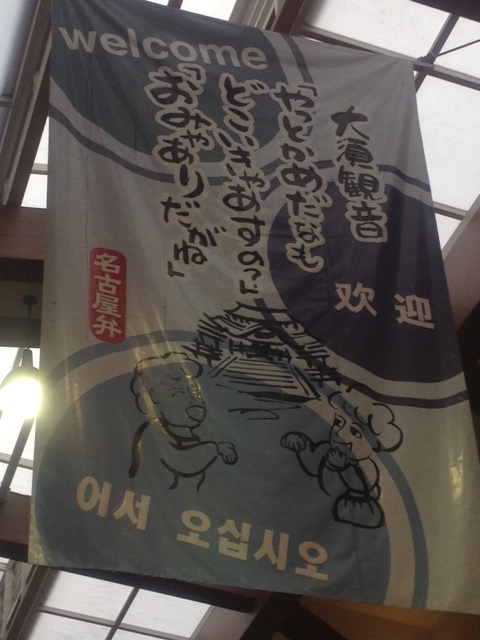 welcome
大須観音
「やっとかめだなも
どこいきゃあすの?」
「おみゃありだがね」
名古屋弁
欢迎
어서 오십시오